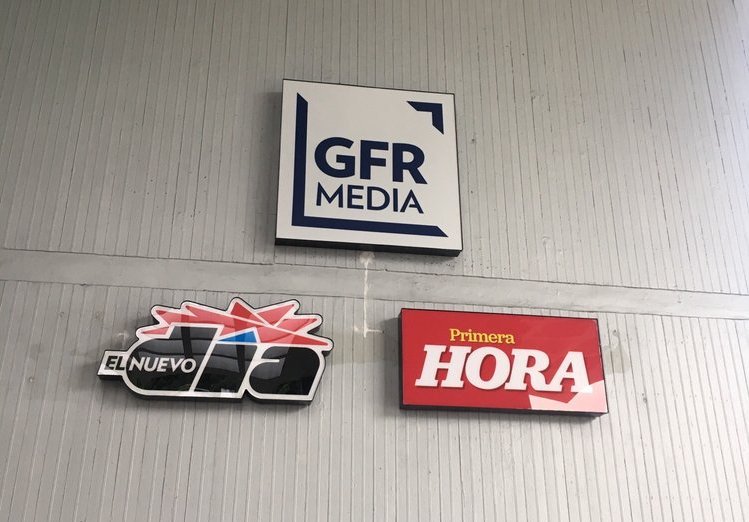 GFR
MEDIA
EL NUEVO día
Primera
HORA